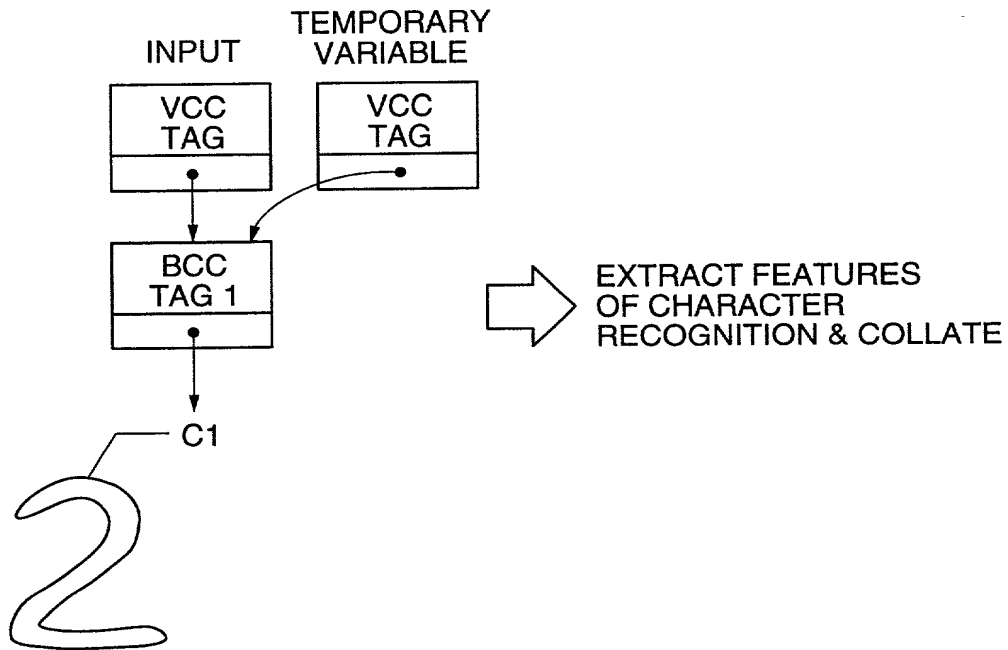 INPUT
TEMPORARY
VARIABLE
VCC
TAG
VCC
TAG
BCC
TAG 1
EXTRACT FEATURES
OF CHARACTER
RECOGNITION & COLLATE
C1
2